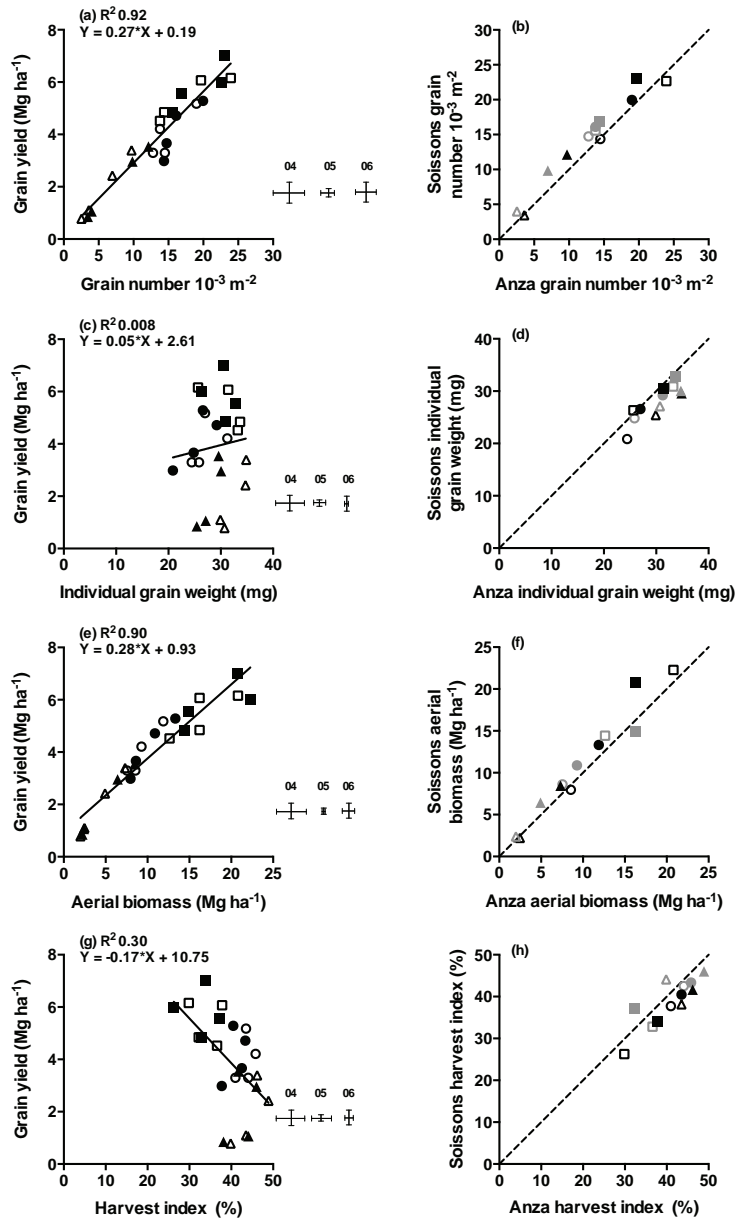 (a) R² 0.92
Y = 0.27*X + 0.19
Grain yield (Mg ha⁻¹)
8
6
4
2
0
04 05 06
0 5 10 15 20 25 30
Grain number 10⁻³ m⁻²
(b)
Soissons grain
number 10⁻³ m⁻²
30
25
20
15
10
5
0
0 5 10 15 20 25 30
Anza grain number 10⁻³ m⁻²
(c) R² 0.008
Y = 0.05*X + 2.61
Grain yield (Mg ha⁻¹)
8
6
4
2
0
04 05 06
0 10 20 30 40
Individual grain weight (mg)
(d)
Soissons individual
grain weight (mg)
40
30
20
10
0
0 10 20 30 40
Anza individual grain weight (mg)
(e) R² 0.90
Y = 0.28*X + 0.93
Grain yield (Mg ha⁻¹)
8
6
4
2
0
04 05 06
0 5 10 15 20 25
Aerial biomass (Mg ha⁻¹)
(f)
Soissons aerial
biomass (Mg ha⁻¹)
25
20
15
10
5
0
0 5 10 15 20 25
Anza aerial biomass (Mg ha⁻¹)
(g) R² 0.30
Y = -0.17*X + 10.75
Grain yield (Mg ha⁻¹)
8
6
4
2
0
04 05 06
0 10 20 30 40 50
Harvest index (%)
(h)
Soissons harvest index (%)
50
40
30
20
10
0
0 10 20 30 40 50
Anza harvest index (%)